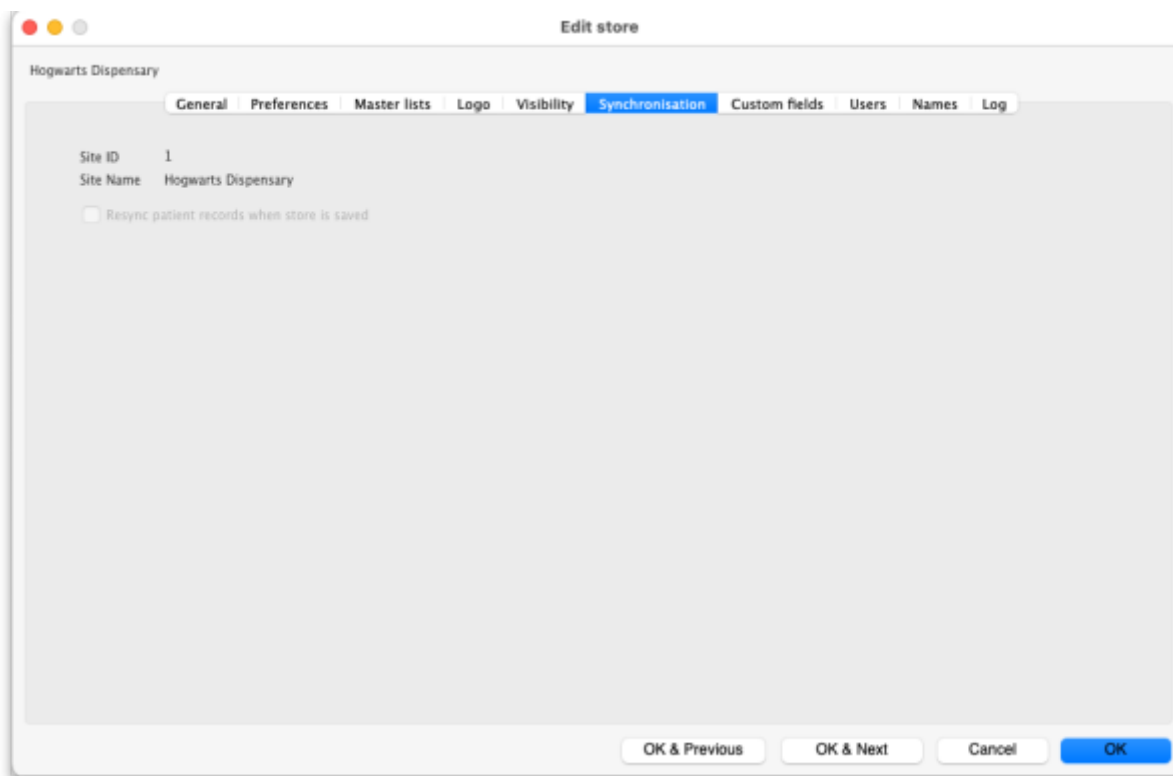 Edit store
Hogwarts Dispensary
General Preferences Master lists Logo Visibility Synchronisation Custom fields Users Names Log
Site ID 1
Site Name Hogwarts Dispensary
Resync patient records when store is saved
OK & Previous OK & Next Cancel OK